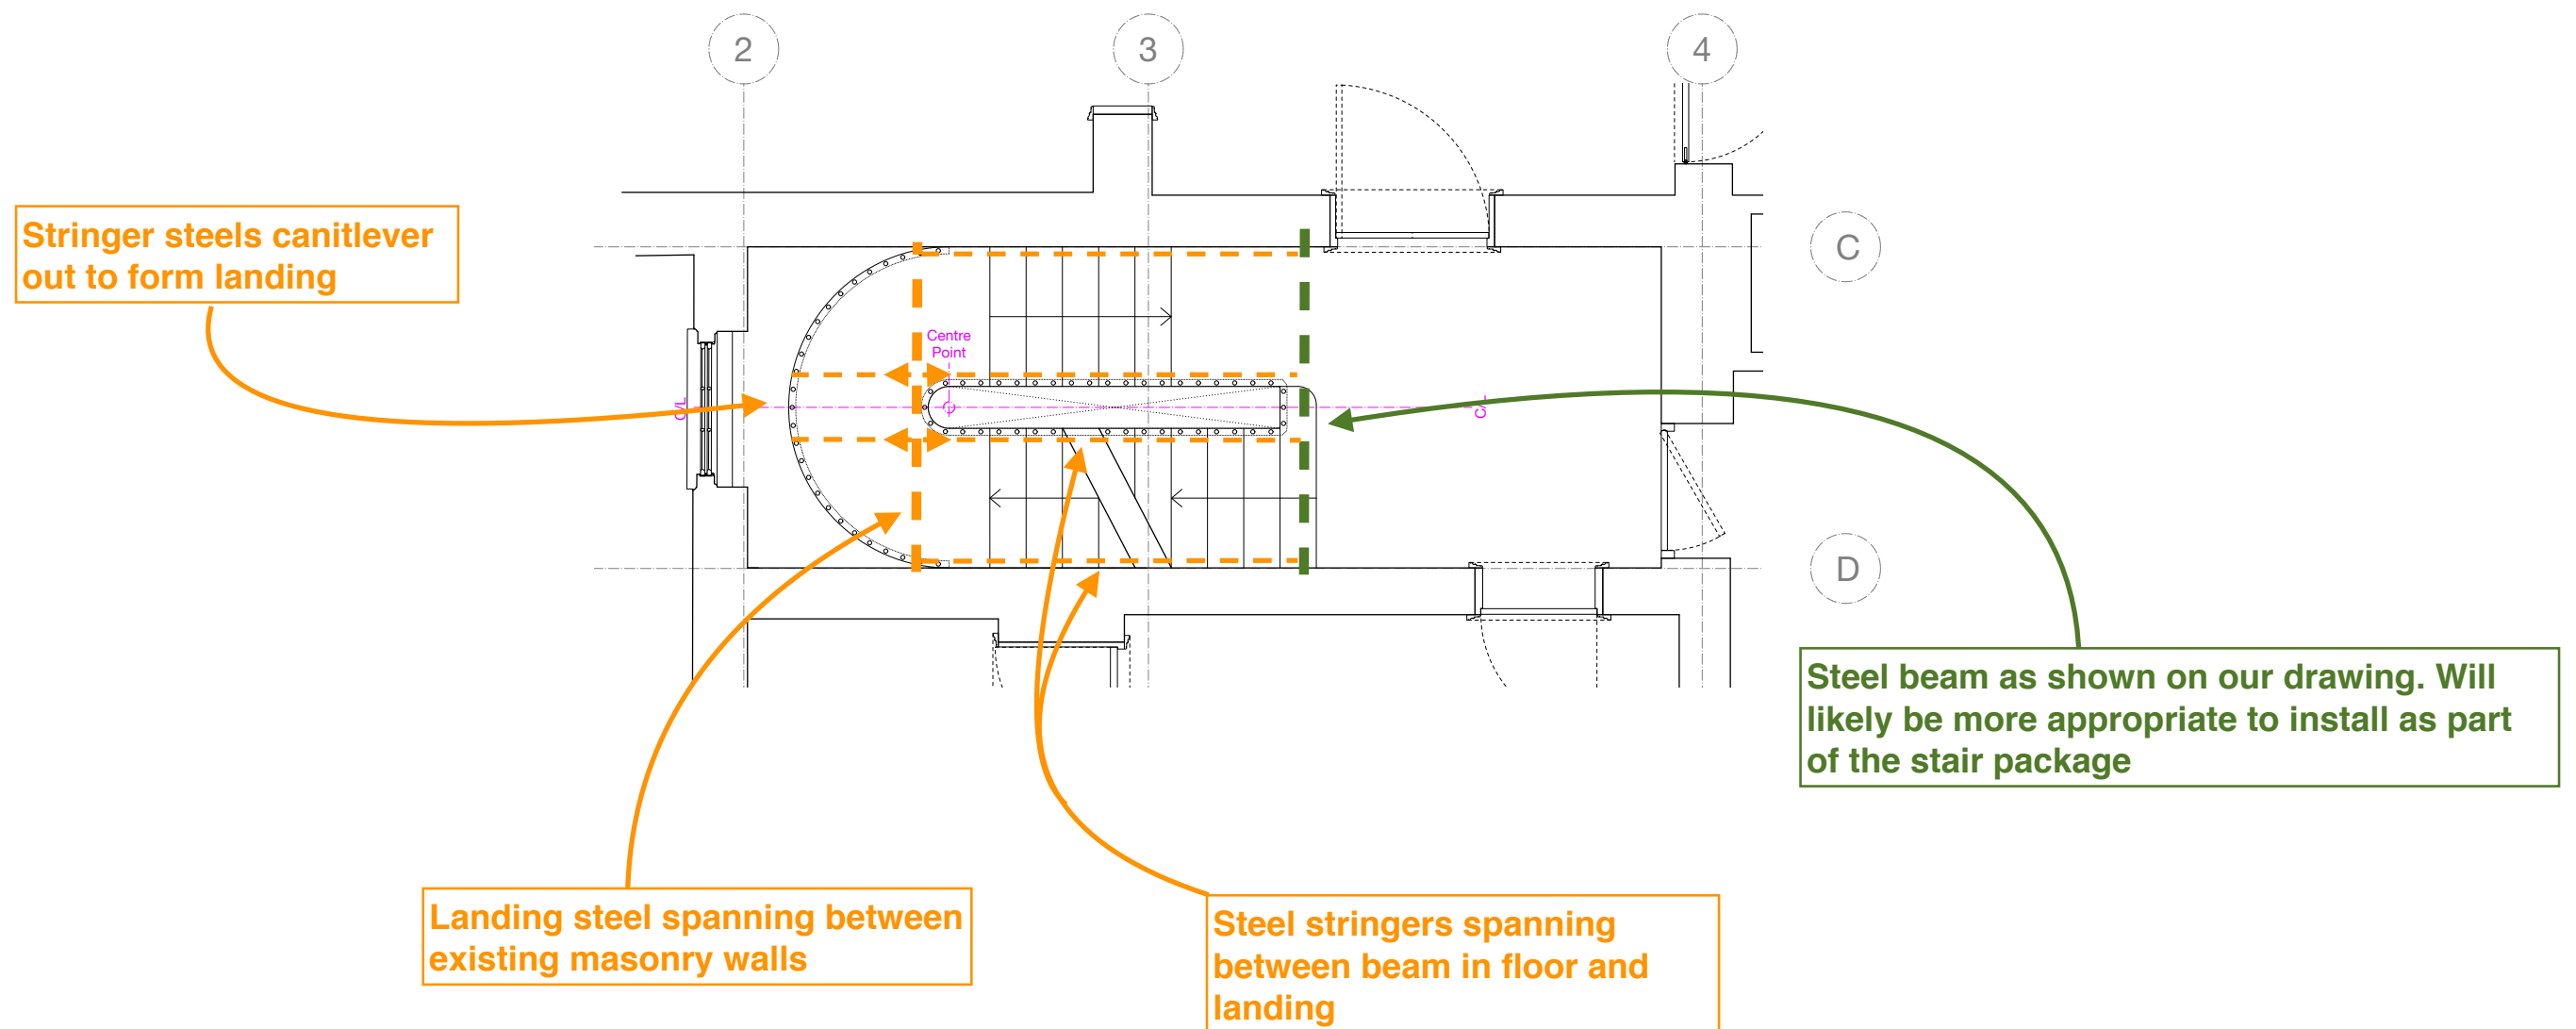 2
3
4
Stringer steels canitlever
out to form landing
C
Centre
Point
C/L
C/L
D
Steel beam as shown on our drawing. Will
likely be more appropriate to install as part
of the stair package
Landing steel spanning between
existing masonry walls
Steel stringers spanning
between beam in floor and
landing